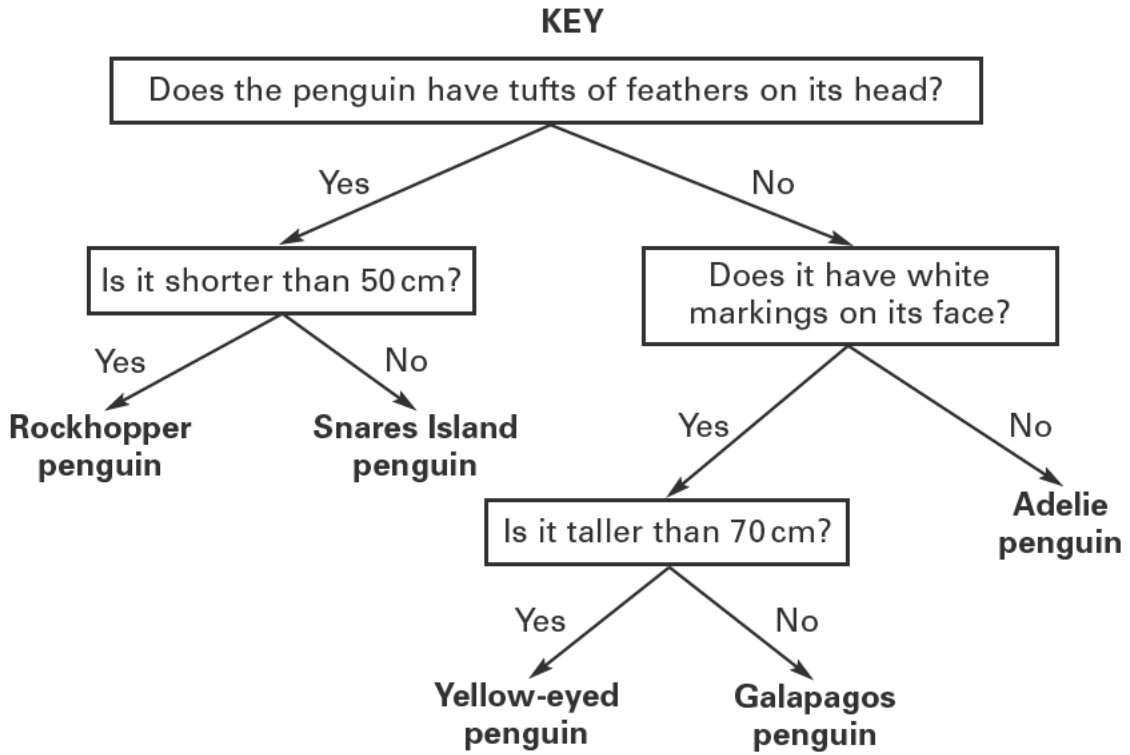 KEY
Does the penguin have tufts of feathers on its head?
Yes
No
Is it shorter than 50 cm?
Does it have white
markings on its face?
Yes
No
Rockhopper
penguin
Snares Island
penguin
Yes
No
Is it taller than 70 cm?
Adelie
penguin
Yes
No
Yellow-eyed
penguin
Galapagos
penguin